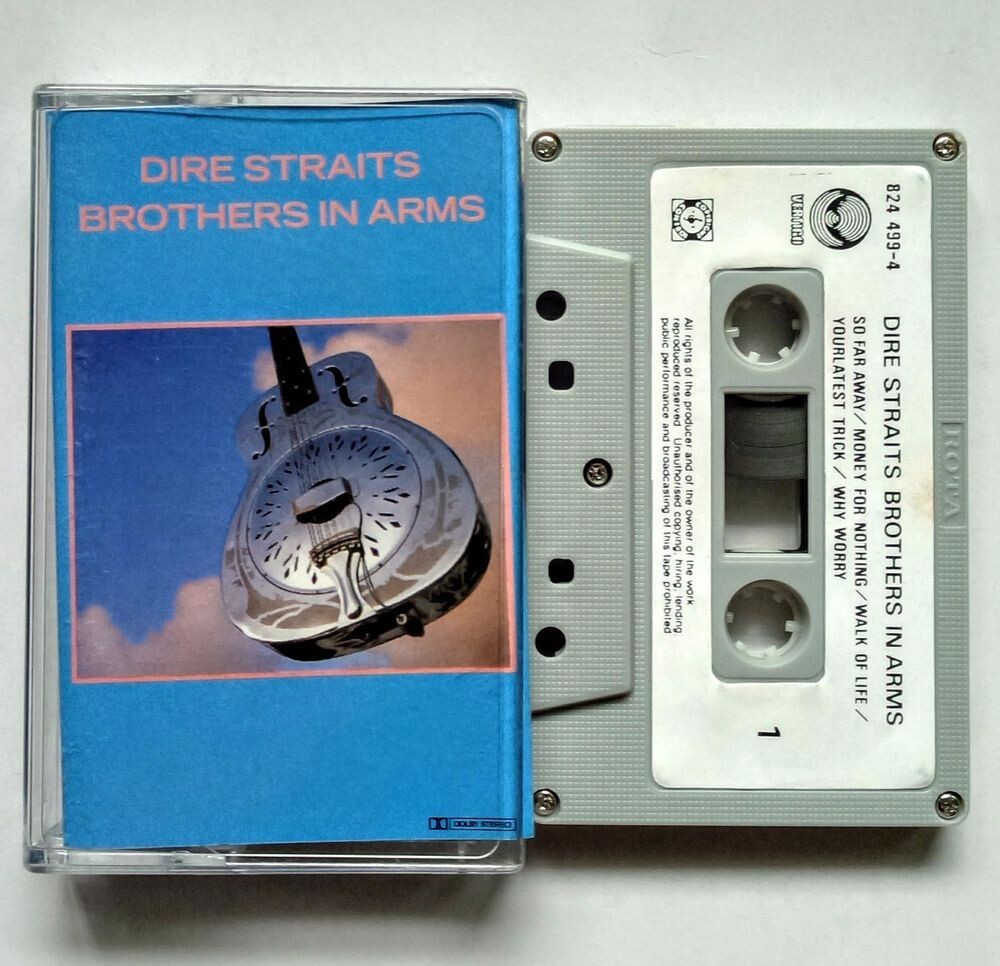 DIRE STRAITS
BROTHERS IN ARMS
DOLBY STEREO
824 499-4
VERTIGO
DIRE STRAITS BROTHERS IN ARMS
SO FAR AWAY/MONEY FOR NOTHING/WALK OF LIFE/
YOURLATEST TRICK/WHY WORRY
All rights of the producer and of the owner of the work
reproduced reserved Unauthorised copying, hiring, lending
public performance and broadcasting of this tape prohibited
1
ROTA